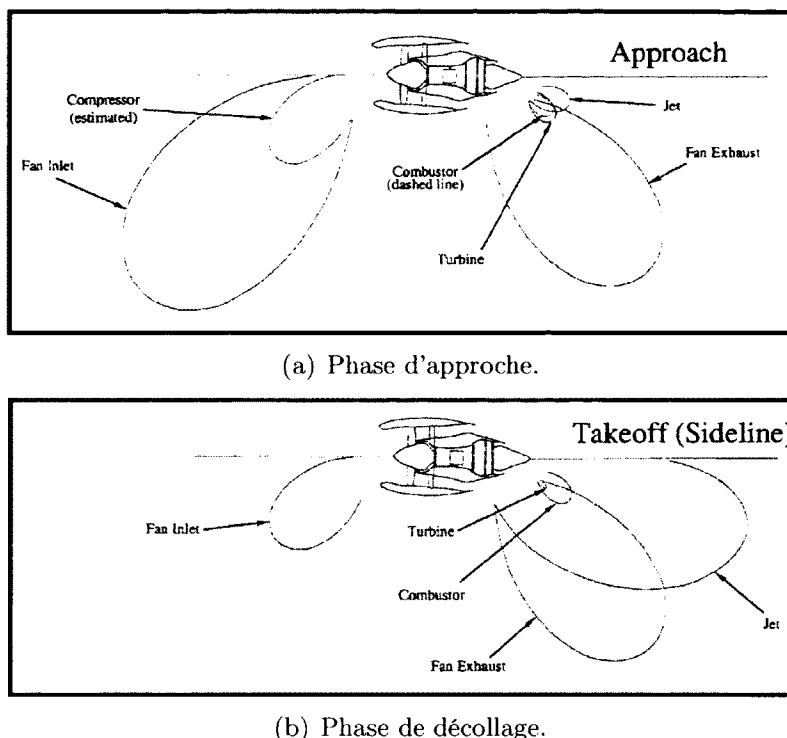 Approach
Compressor
(estimated)
Jet
Fan Inlet
Fan Exhaust
Combustor
(dashed line)
Turbine
(a) Phase d'approche.
Takeoff (Sideline)
Fan Inlet
Turbine
Combustor
Jet
Fan Exhaust
(b) Phase de décollage.